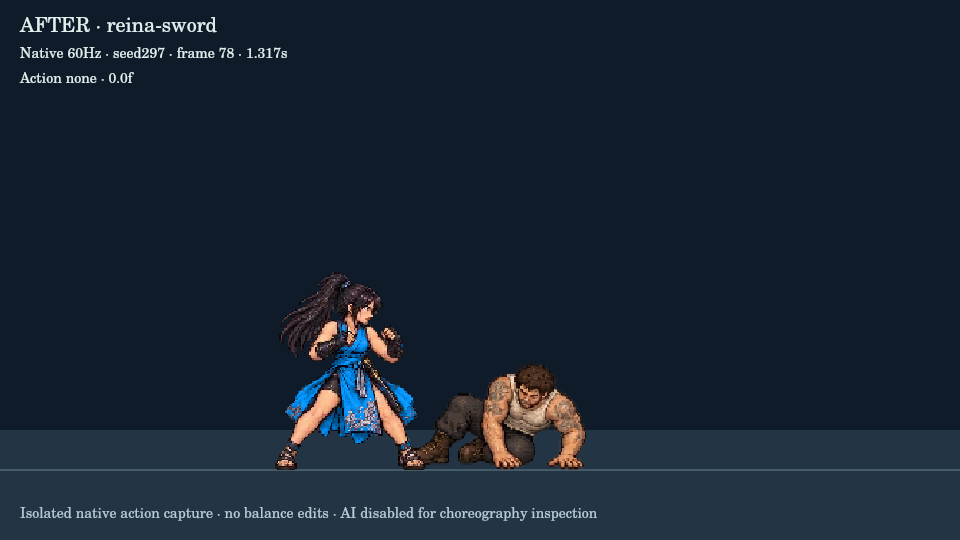 AFTER · reina-sword
Native 60Hz · seed297 · frame 78 · 1.317s
Action none · 0.0f
Isolated native action capture · no balance edits · AI disabled for choreography inspection